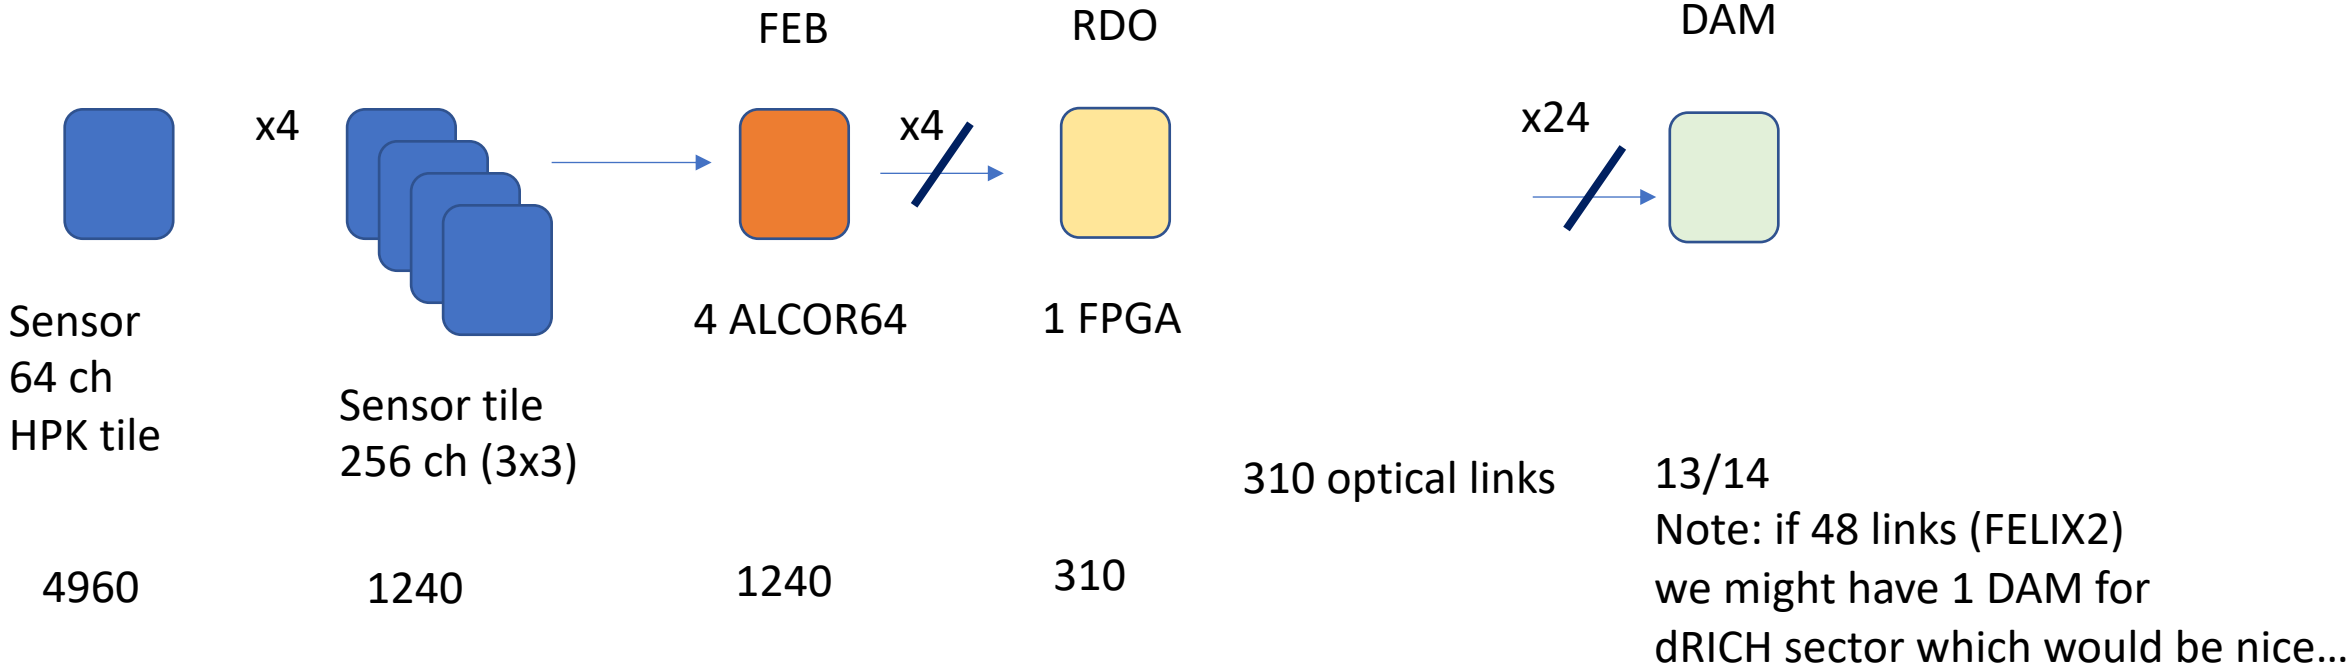 FEB
RDO
DAM
x4
x4
x24
4 ALCOR64
1 FPGA
Sensor
64 ch
HPK tile
Sensor tile
256 ch (3x3)
310 optical links
13/14
Note: if 48 links (FELIX2)
we might have 1 DAM for
dRICH sector which would be nice...
4960
1240
1240
310